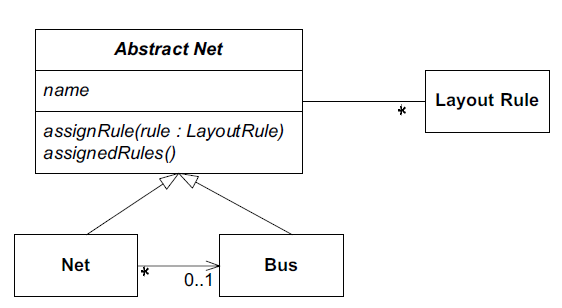 Abstract Net
name
assignRule(rule : LayoutRule)
assignedRules()
Layout Rule
*
Net
Bus
*
0..1